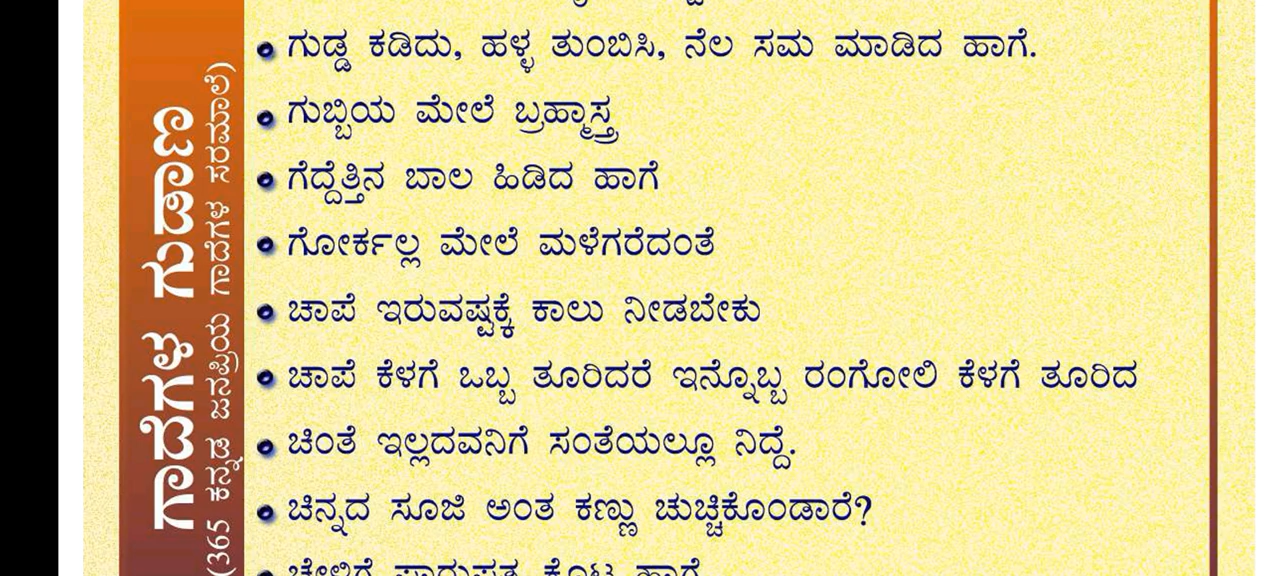 ಗಾದೆಗಳ ಗುಡಾಣ
(365 ಕನ್ನಡ ಜನಪ್ರಿಯ ಗಾದೆಗಳ ಸರಮಾಲೆ)
ಗುಡ್ಡ ಕಡಿದು, ಹಳ್ಳ ತುಂಬಿಸಿ, ನೆಲ ಸಮ ಮಾಡಿದ ಹಾಗೆ.
ಗುಬ್ಬಿಯ ಮೇಲೆ ಬ್ರಹ್ಮಾಸ್ತ್ರ
ಗೆದ್ದೆತ್ತಿನ ಬಾಲ ಹಿಡಿದ ಹಾಗೆ
ಗೋರ್ಕಲ್ಲ ಮೇಲೆ ಮಳೆಗರೆದಂತೆ
ಚಾಪೆ ಇರುವಷ್ಟಕ್ಕೆ ಕಾಲು ನೀಡಬೇಕು
ಚಾಪೆ ಕೆಳಗೆ ಒಬ್ಬ ತೂರಿದರೆ ಇನ್ನೊಬ್ಬ ರಂಗೋಲಿ ಕೆಳಗೆ ತೂರಿದ
ಚಿಂತೆ ಇಲ್ಲದವನಿಗೆ ಸಂತೆಯಲ್ಲೂ ನಿದ್ದೆ.
ಚಿನ್ನದ ಸೂಜಿ ಅಂತ ಕಣ್ಣು ಚುಚ್ಚಿಕೊಂಡಾರೆ?
ಚೇಳಿಗೆ ಪಾರುಪತ್ಯ ಕೊಟ್ಟ ಹಾಗೆ